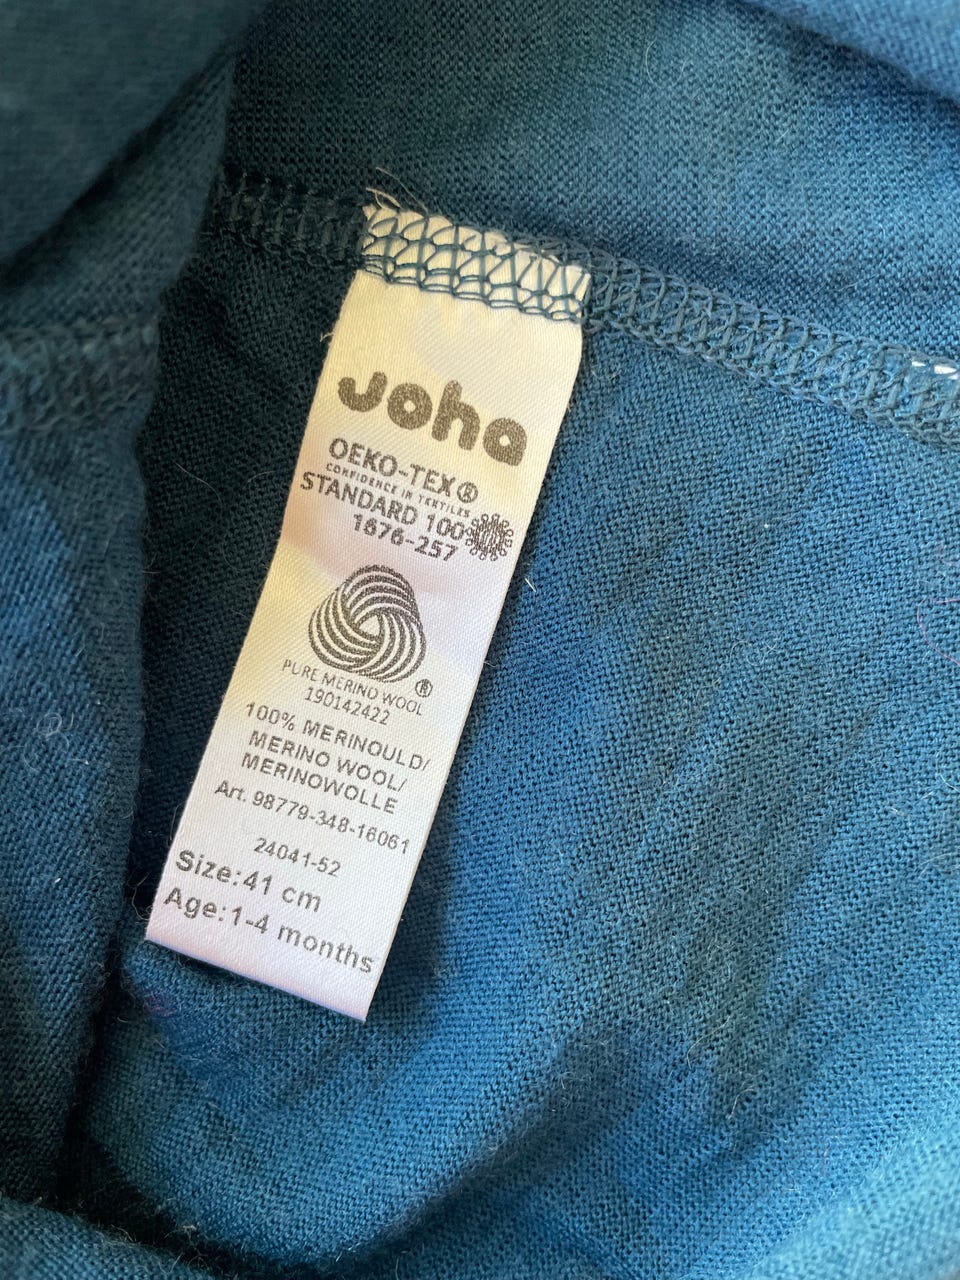 Joha
OEKO-TEX®
CONFIDENCE IN TEXTILES
STANDARD 100
1676-257
PURE MERINO WOOL ®
190142422
100% MERINOULD/
MERINO WOOL/
MERINOWOLLE
Art. 98779-348-16061
24041-52
Size:41 cm
Age:1-4 months